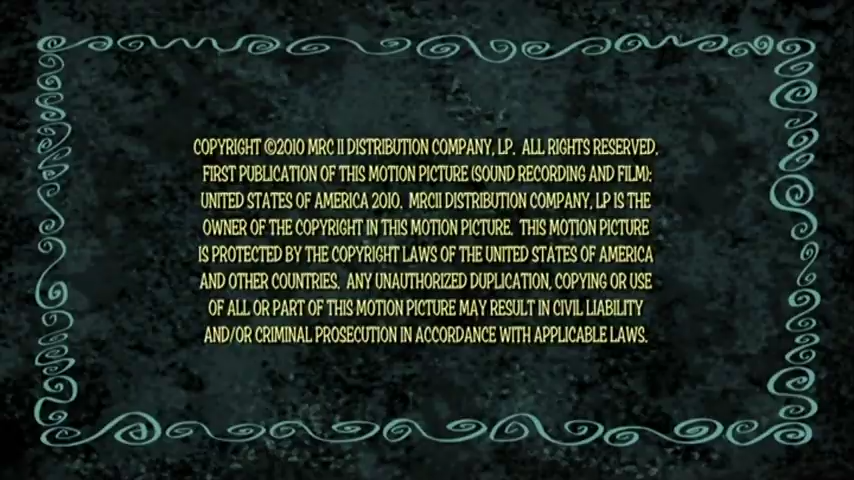 COPYRIGHT ©2010 MRC II DISTRIBUTION COMPANY, LP. ALL RIGHTS RESERVED.
FIRST PUBLICATION OF THIS MOTION PICTURE (SOUND RECORDING AND FILM):
UNITED STATES OF AMERICA 2010. MRCII DISTRIBUTION COMPANY, LP IS THE
OWNER OF THE COPYRIGHT IN THIS MOTION PICTURE. THIS MOTION PICTURE
IS PROTECTED BY THE COPYRIGHT LAWS OF THE UNITED STATES OF AMERICA
AND OTHER COUNTRIES. ANY UNAUTHORIZED DUPLICATION, COPYING OR USE
OF ALL OR PART OF THIS MOTION PICTURE MAY RESULT IN CIVIL LIABILITY
AND/OR CRIMINAL PROSECUTION IN ACCORDANCE WITH APPLICABLE LAWS.